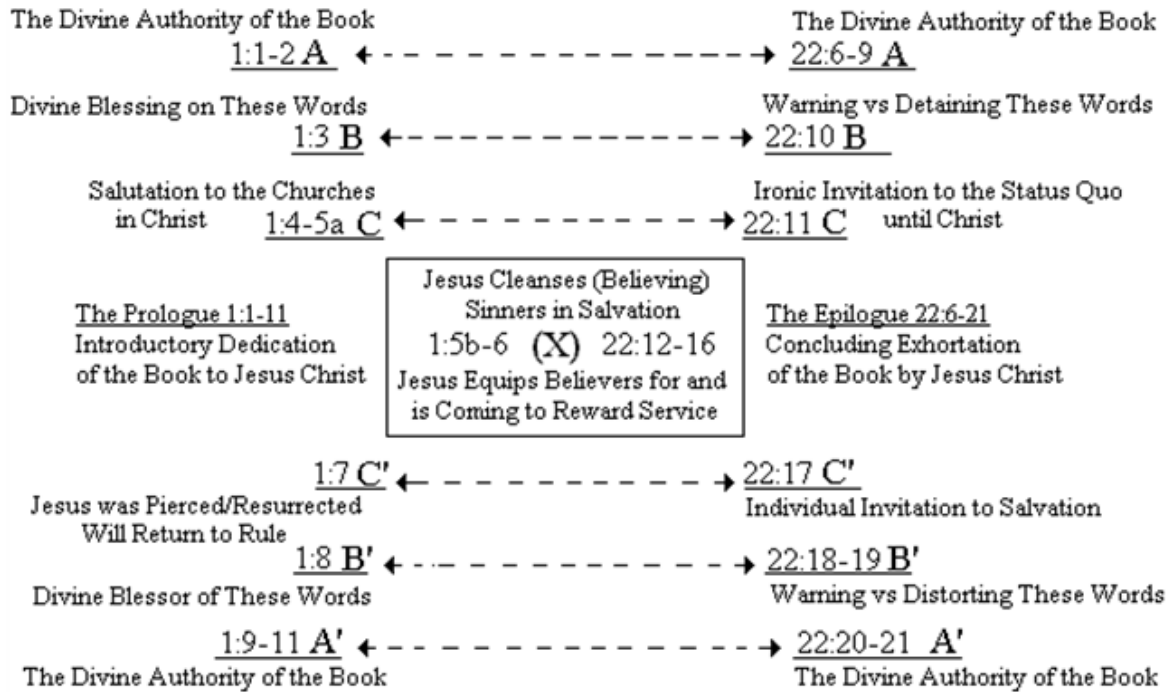 The Divine Authority of the Book
The Divine Authority of the Book
1:1-2 A
22:6-9 A
Divine Blessing on These Words
Warning vs Detaining These Words
1:3 B
22:10 B
Salutation to the Churches
Ironic Invitation to the Status Quo
in Christ
1:4-5a C
22:11 C
until Christ
Jesus Cleanses (Believing)
Sinners in Salvation
1:5b-6 (X) 22:12-16
Jesus Equips Believers for and
is Coming to Reward Service
The Prologue 1:1-11
Introductory Dedication
of the Book to Jesus Christ
The Epilogue 22:6-21
Concluding Exhortation
of the Book by Jesus Christ
1:7 C'
22:17 C'
Jesus was Pierced/Resurrected
Will Return to Rule
Individual Invitation to Salvation
1:8 B'
22:18-19 B'
Divine Blessor of These Words
Warning vs Distorting These Words
1:9-11 A'
22:20-21 A'
The Divine Authority of the Book
The Divine Authority of the Book